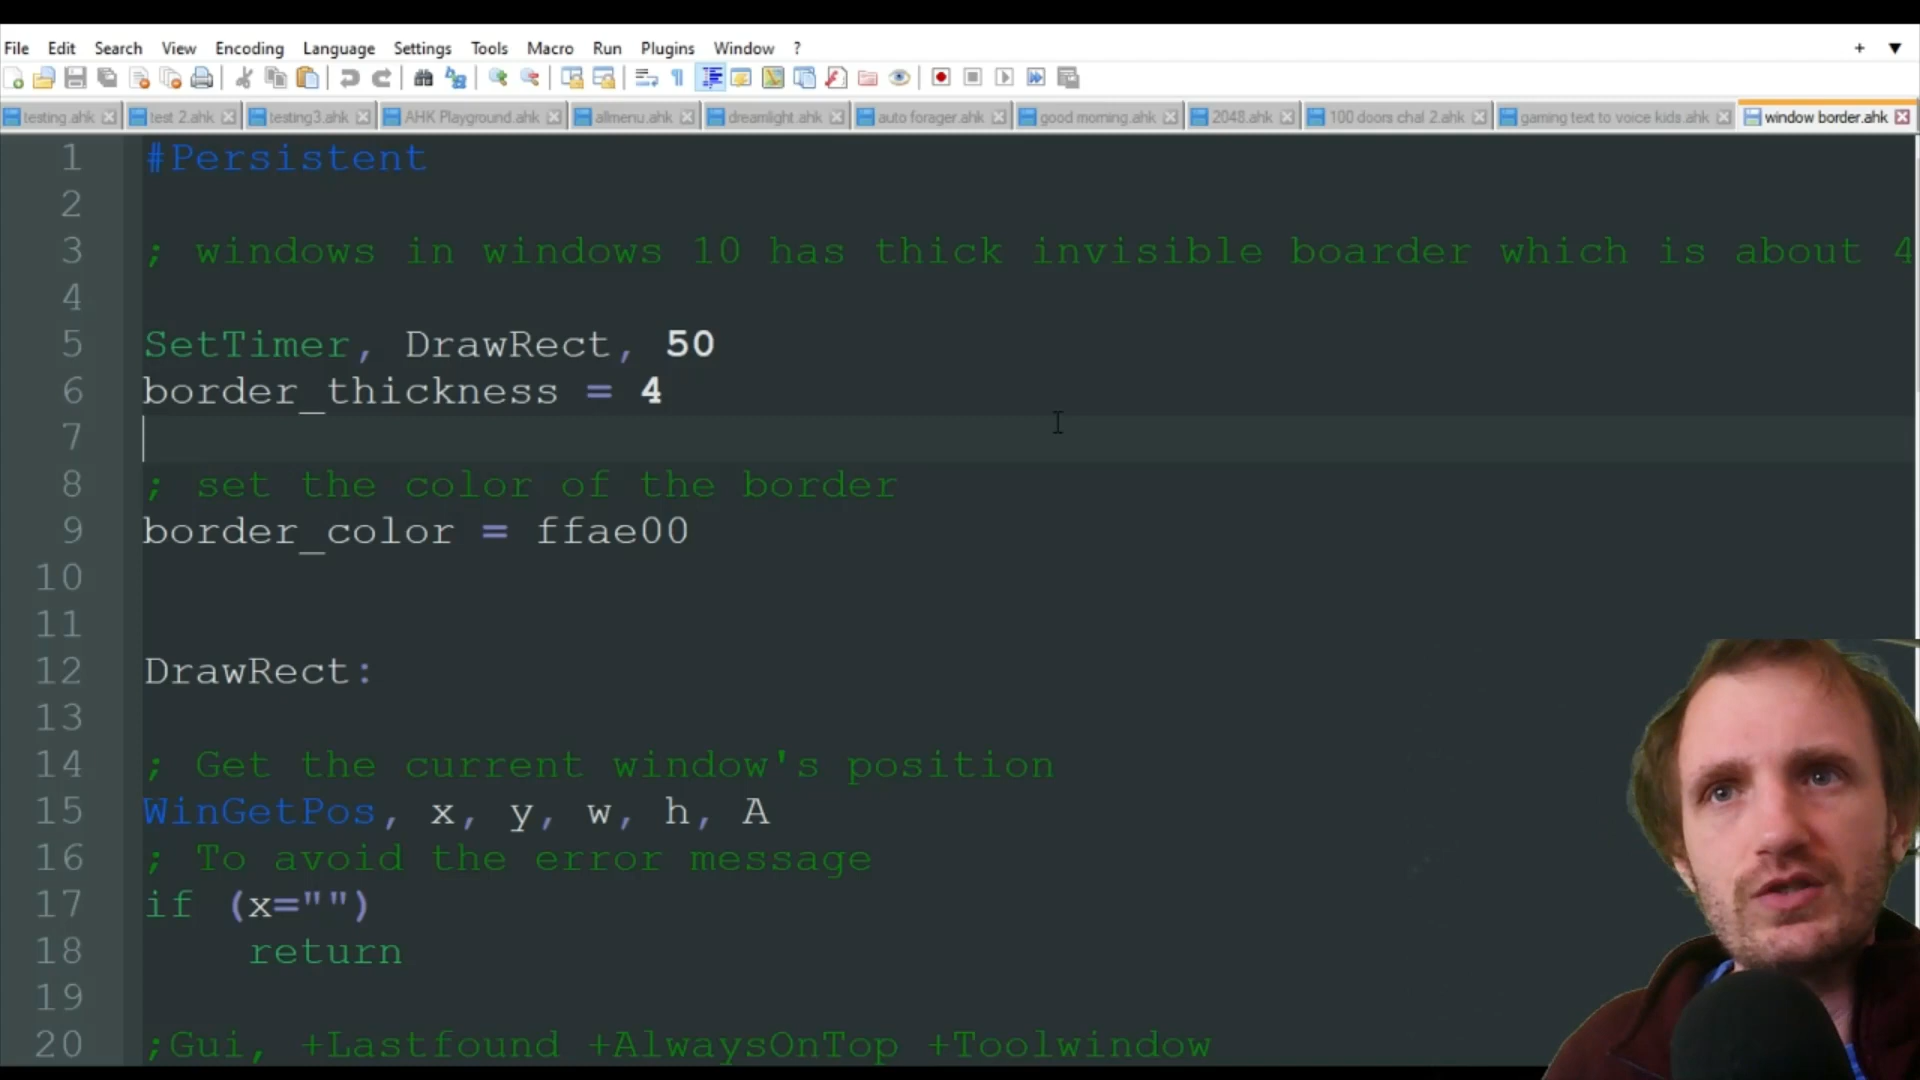 File Edit Search View Encoding Language Settings Tools Macro Run Plugins Window ?
testing.ahk test 2.ahk testing3.ahk AHK Playground.ahk allmenu.ahk dreamlight.ahk auto forager.ahk good morning.ahk 2048.ahk 100 doors chal 2.ahk gaming text to voice kids.ahk window border.ahk
1 #Persistent
2
3 ; windows in windows 10 has thick invisible boarder which is about 4
4
5 SetTimer, DrawRect, 50
6 border_thickness = 4
7
8 ; set the color of the border
9 border_color = ffae00
10
11
12 DrawRect:
13
14 ; Get the current window's position
15 WinGetPos, x, y, w, h, A
16 ; To avoid the error message
17 if (x="")
18 return
19
20 ;Gui, +Lastfound +AlwaysOnTop +Toolwindow